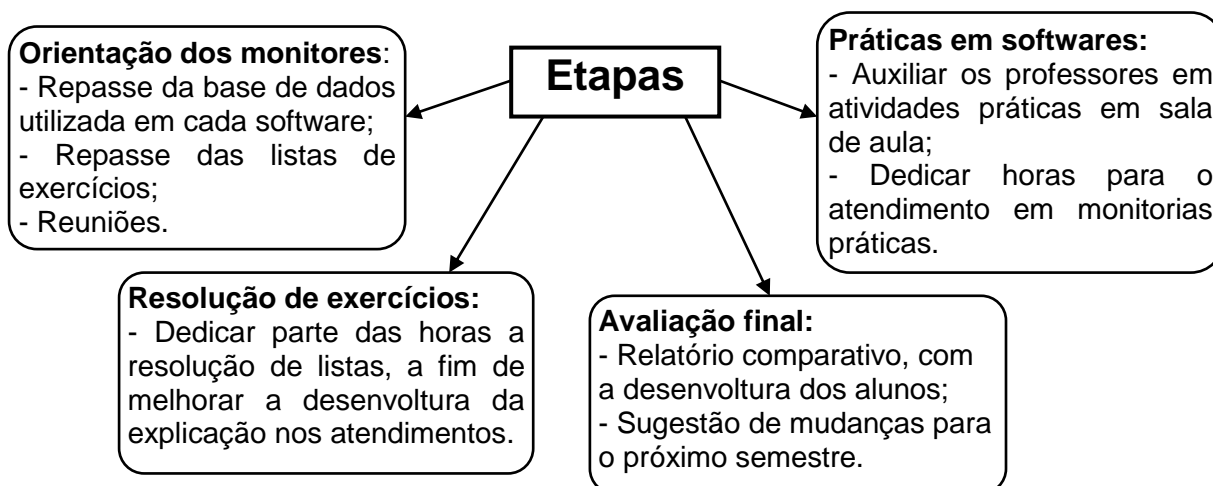 Etapas
Orientação dos monitores:
- Repasse da base de dados
utilizada em cada software;
- Repasse das listas de
exercícios;
- Reuniões.
Práticas em softwares:
- Auxiliar os professores em
atividades práticas em sala
de aula;
- Dedicar horas para o
atendimento em monitorias
práticas.
Resolução de exercícios:
- Dedicar parte das horas a
resolução de listas, a fim de
melhorar a desenvoltura da
explicação nos atendimentos.
Avaliação final:
- Relatório comparativo, com
a desenvoltura dos alunos;
- Sugestão de mudanças para
o próximo semestre.